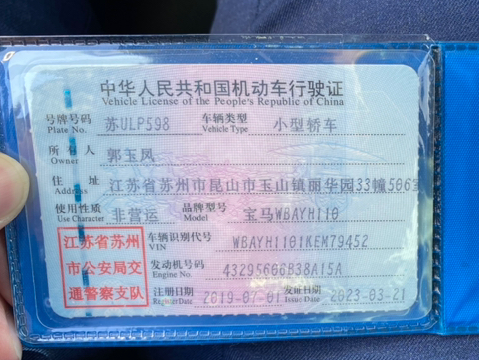 中华人民共和国机动车行驶证
Vehicle License of the People's Republic of China
号牌号码 苏ULP598 车辆类型 小型轿车
Plate No. Vehicle Type
所有人 郭玉凤
Owner
住址 江苏省苏州市昆山市玉山镇丽华园33幢506室
Address
使用性质 非营运 品牌型号 宝马WBAYH110
Use Character Model
江苏省苏州 车辆识别代号 WBAYH1101KEM79452
VIN
市公安局交 发动机号码 43295666B38A15A
Engine No.
通警察支队 注册日期 2019-07-01 发证日期 2023-03-21
Register Date Issue Date